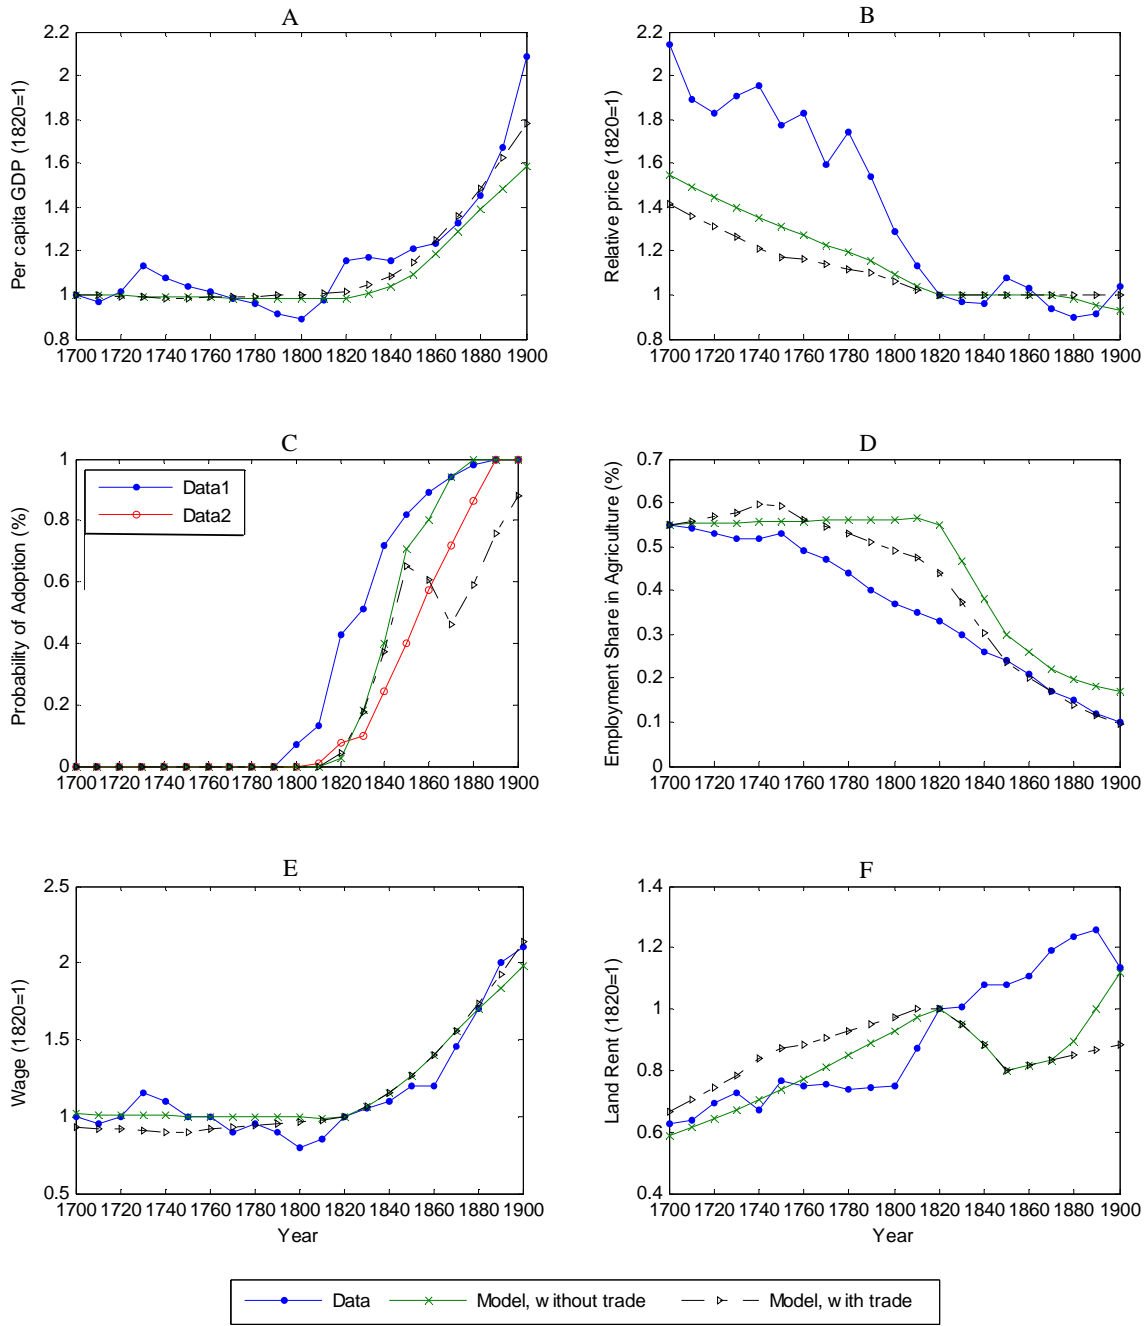 A
Per capita GDP (1820=1)
2.2
2
1.8
1.6
1.4
1.2
1
0.8
1700 1720 1740 1760 1780 1800 1820 1840 1860 1880 1900
B
Relative price (1820=1)
2.2
2
1.8
1.6
1.4
1.2
1
0.8
1700 1720 1740 1760 1780 1800 1820 1840 1860 1880 1900
C
Probability of Adoption (%)
1
0.8
0.6
0.4
0.2
0
Data1
Data2
1700 1720 1740 1760 1780 1800 1820 1840 1860 1880 1900
D
Employment Share in Agriculture (%)
0.7
0.6
0.5
0.4
0.3
0.2
0.1
0
1700 1720 1740 1760 1780 1800 1820 1840 1860 1880 1900
E
Wage (1820=1)
2.5
2
1.5
1
0.5
1700 1720 1740 1760 1780 1800 1820 1840 1860 1880 1900
Year
F
Land Rent (1820=1)
1.4
1.2
1
0.8
0.6
0.4
1700 1720 1740 1760 1780 1800 1820 1840 1860 1880 1900
Year
Data Model, without trade Model, with trade